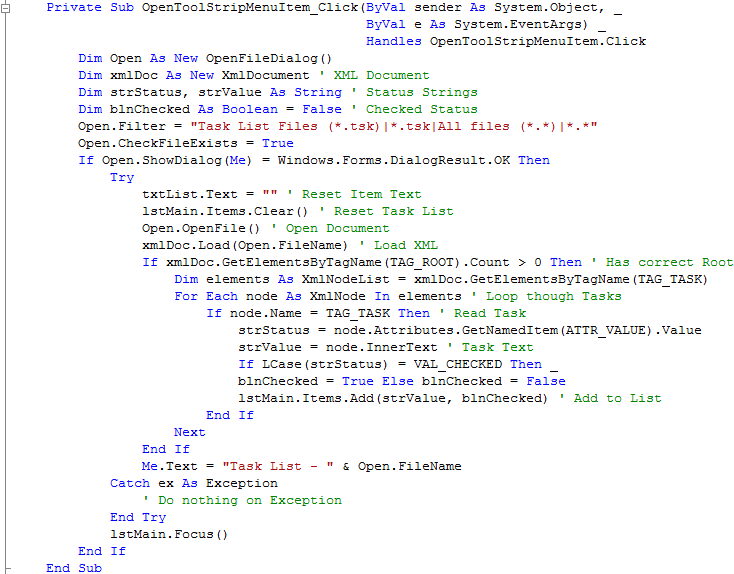 Private Sub OpenToolStripMenuItem_Click(ByVal sender As System.Object, _
ByVal e As System.EventArgs) _
Handles OpenToolStripMenuItem.Click
Dim Open As New OpenFileDialog()
Dim xmlDoc As New XmlDocument ' XML Document
Dim strStatus, strValue As String ' Status Strings
Dim blnChecked As Boolean = False ' Checked Status
Open.Filter = "Task List Files (*.tsk)|*.tsk|All files (*.*)|*.*"
Open.CheckFileExists = True
If Open.ShowDialog(Me) = Windows.Forms.DialogResult.OK Then
Try
txtList.Text = "" ' Reset Item Text
lstMain.Items.Clear() ' Reset Task List
Open.OpenFile() ' Open Document
xmlDoc.Load(Open.FileName) ' Load XML
If xmlDoc.GetElementsByTagName(TAG_ROOT).Count > 0 Then ' Has correct Root
Dim elements As XmlNodeList = xmlDoc.GetElementsByTagName(TAG_TASK)
For Each node As XmlNode In elements ' Loop though Tasks
If node.Name = TAG_TASK Then ' Read Task
strStatus = node.Attributes.GetNamedItem(ATTR_VALUE).Value
strValue = node.InnerText ' Task Text
If LCase(strStatus) = VAL_CHECKED Then _
blnChecked = True Else blnChecked = False
lstMain.Items.Add(strValue, blnChecked) ' Add to List
End If
Next
End If
Me.Text = "Task List - " & Open.FileName
Catch ex As Exception
' Do nothing on Exception
End Try
lstMain.Focus()
End If
End Sub